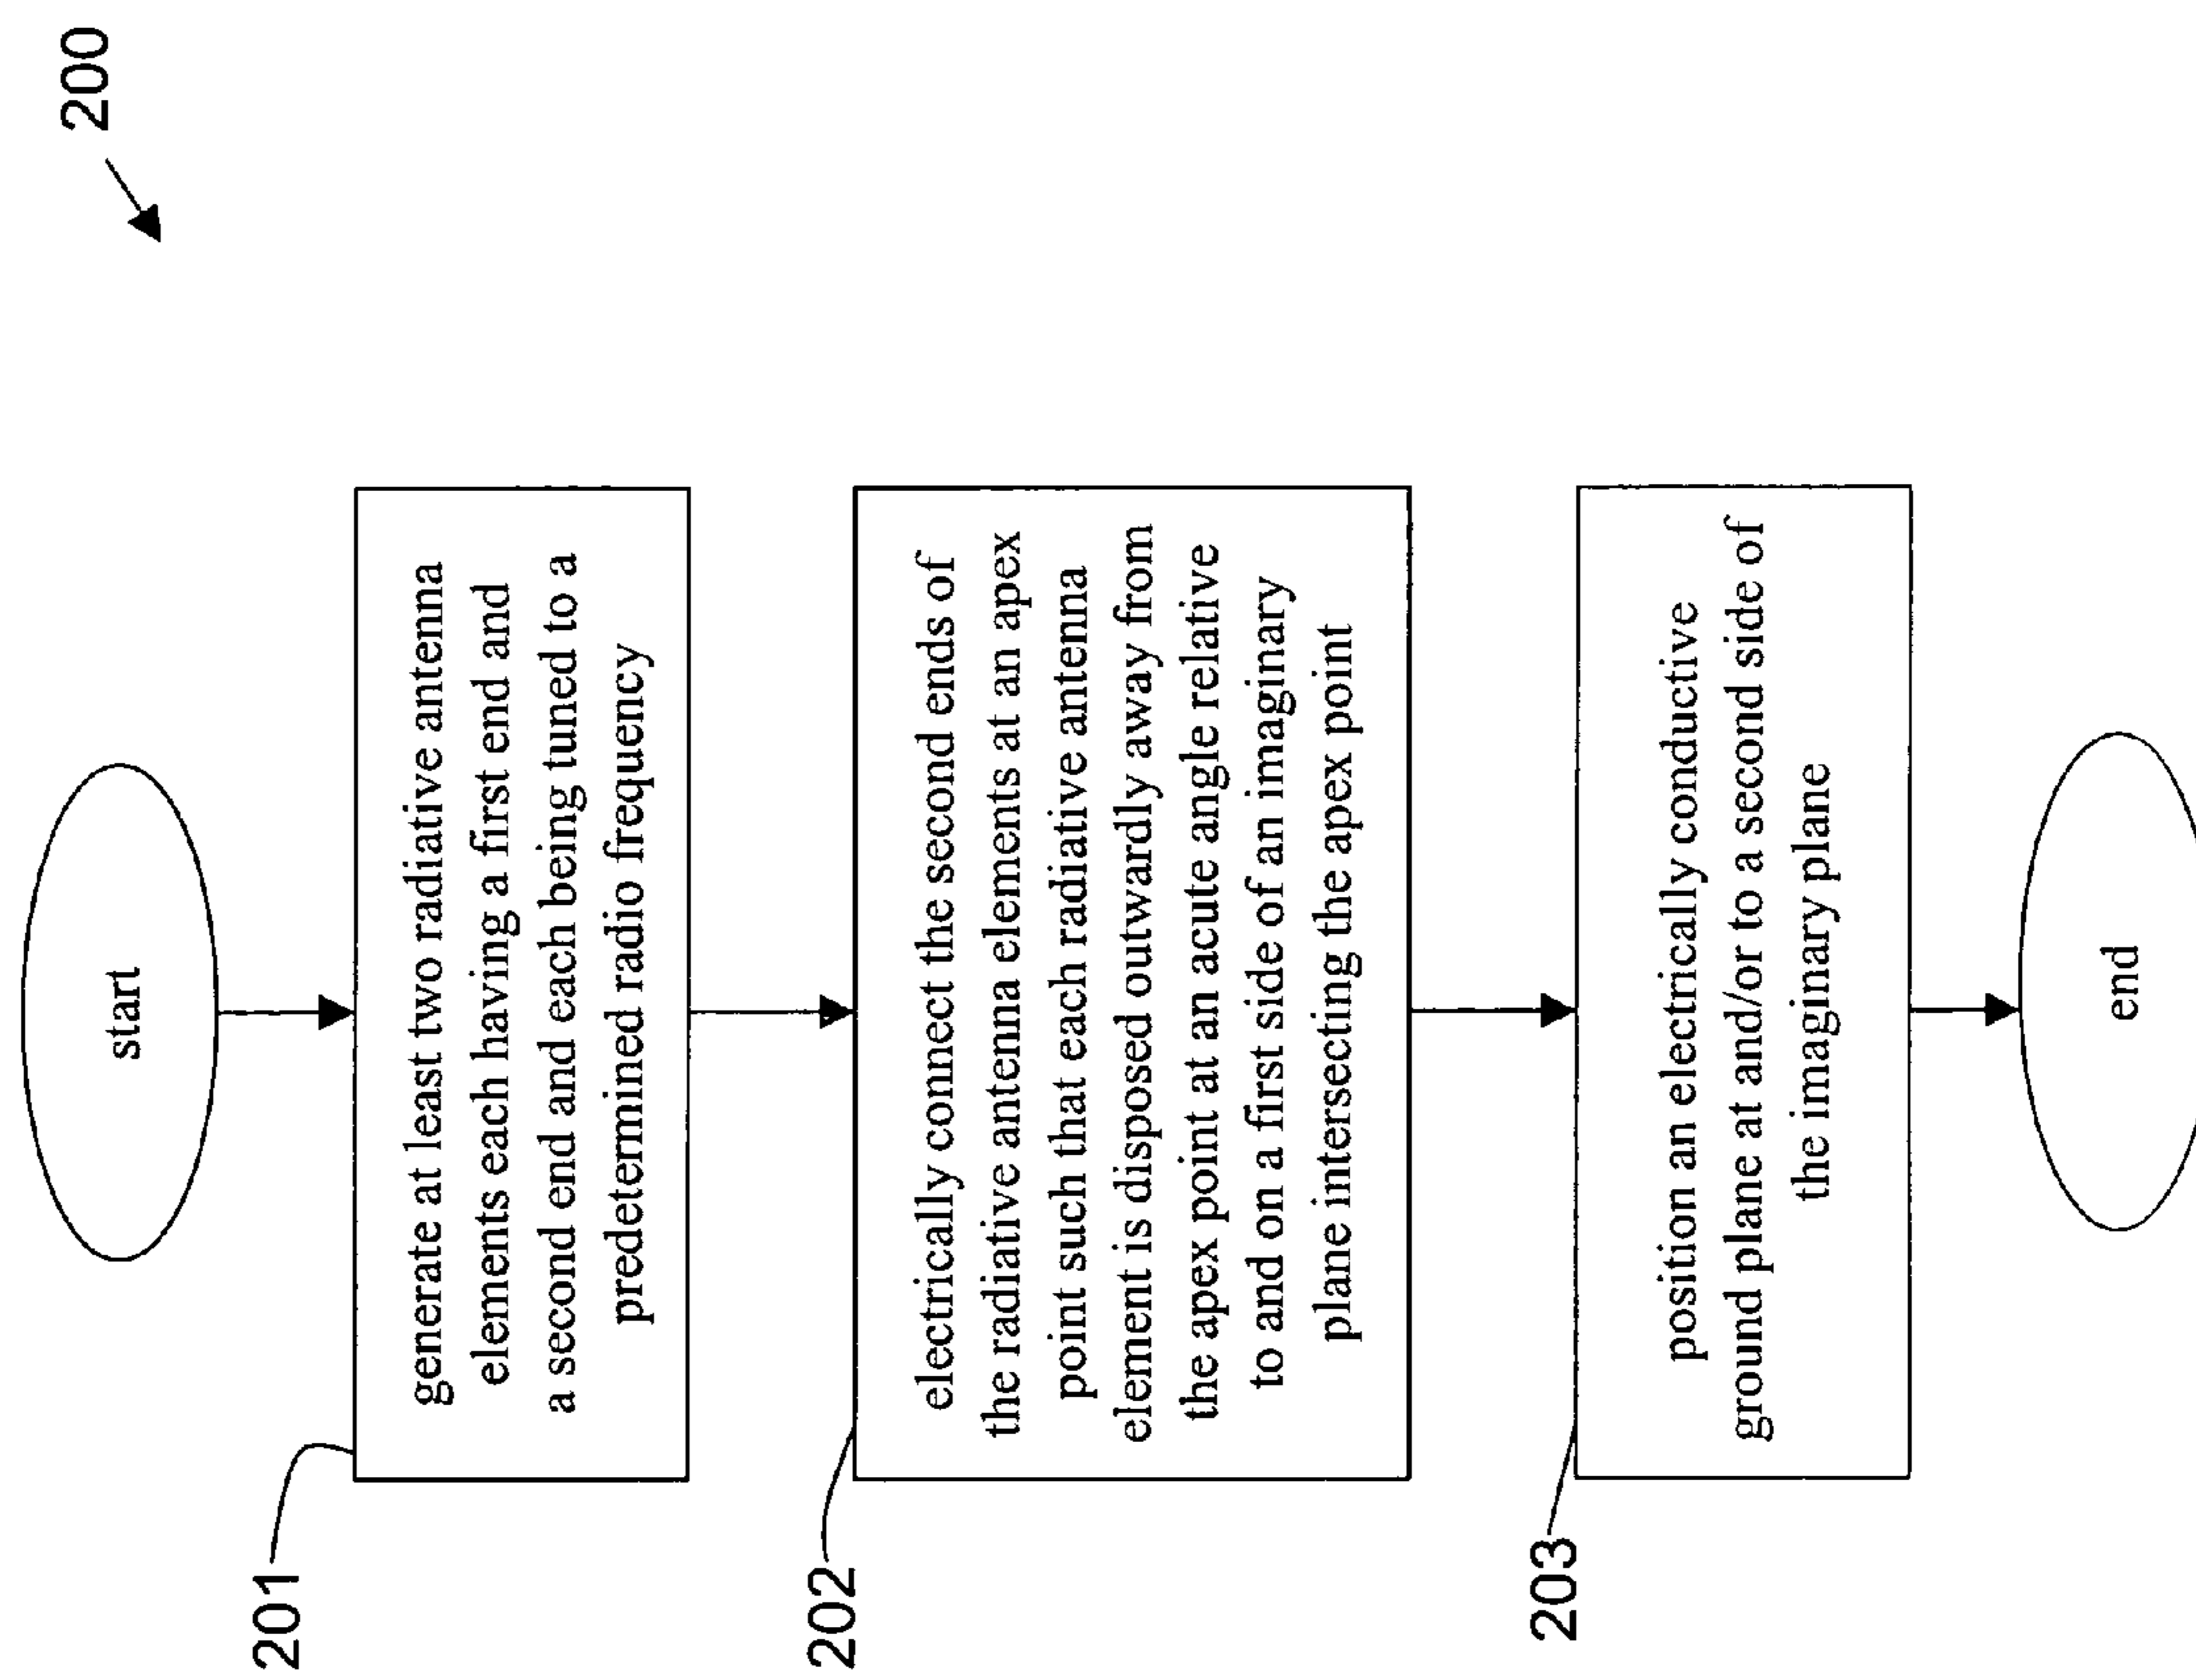 200
start
201
generate at least two radiative antenna
elements each having a first end and
a second end and each being tuned to a
predetermined radio frequency
202
electrically connect the second ends of
the radiative antenna elements at an apex
point such that each radiative antenna
element is disposed outwardly away from
the apex point at an acute angle relative
to and on a first side of an imaginary
plane intersecting the apex point
203
position an electrically conductive
ground plane at and/or to a second side of
the imaginary plane
end